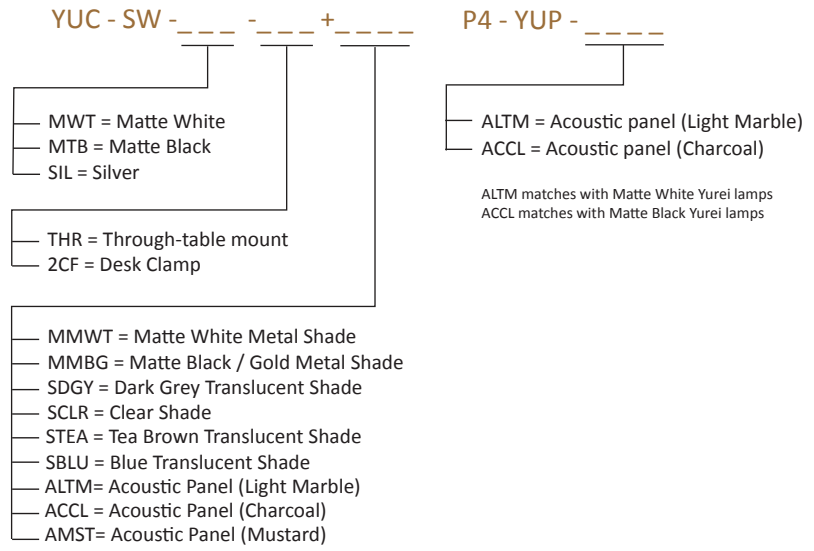 YUC - SW -_ _ _ -_ _ _ +_ _ _ _
MWT = Matte White
MTB = Matte Black
SIL = Silver
THR = Through-table mount
2CF = Desk Clamp
MMWT = Matte White Metal Shade
MMBG = Matte Black / Gold Metal Shade
SDGY = Dark Grey Translucent Shade
SCLR = Clear Shade
STEA = Tea Brown Translucent Shade
SBLU = Blue Translucent Shade
ALTM= Acoustic Panel (Light Marble)
ACCL = Acoustic Panel (Charcoal)
AMST= Acoustic Panel (Mustard)
P4 - YUP - _ _ _ _
ALTM = Acoustic panel (Light Marble)
ACCL = Acoustic panel (Charcoal)
ALTM matches with Matte White Yurei lamps
ACCL matches with Matte Black Yurei lamps